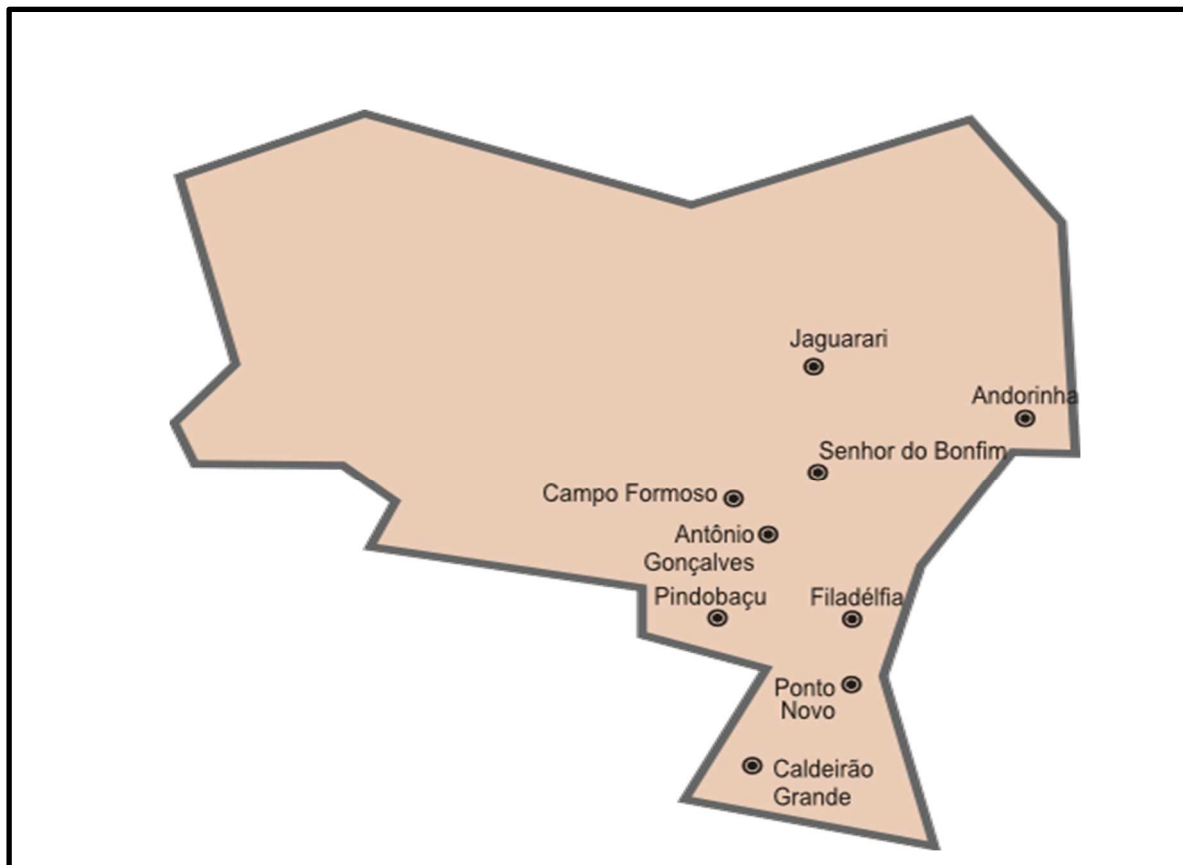 Jaguarari
Andorinha
Senhor do Bonfim
Campo Formoso
Antônio
Gonçalves
Pindobaçu
Filadélfia
Ponto
Novo
Caldeirão
Grande